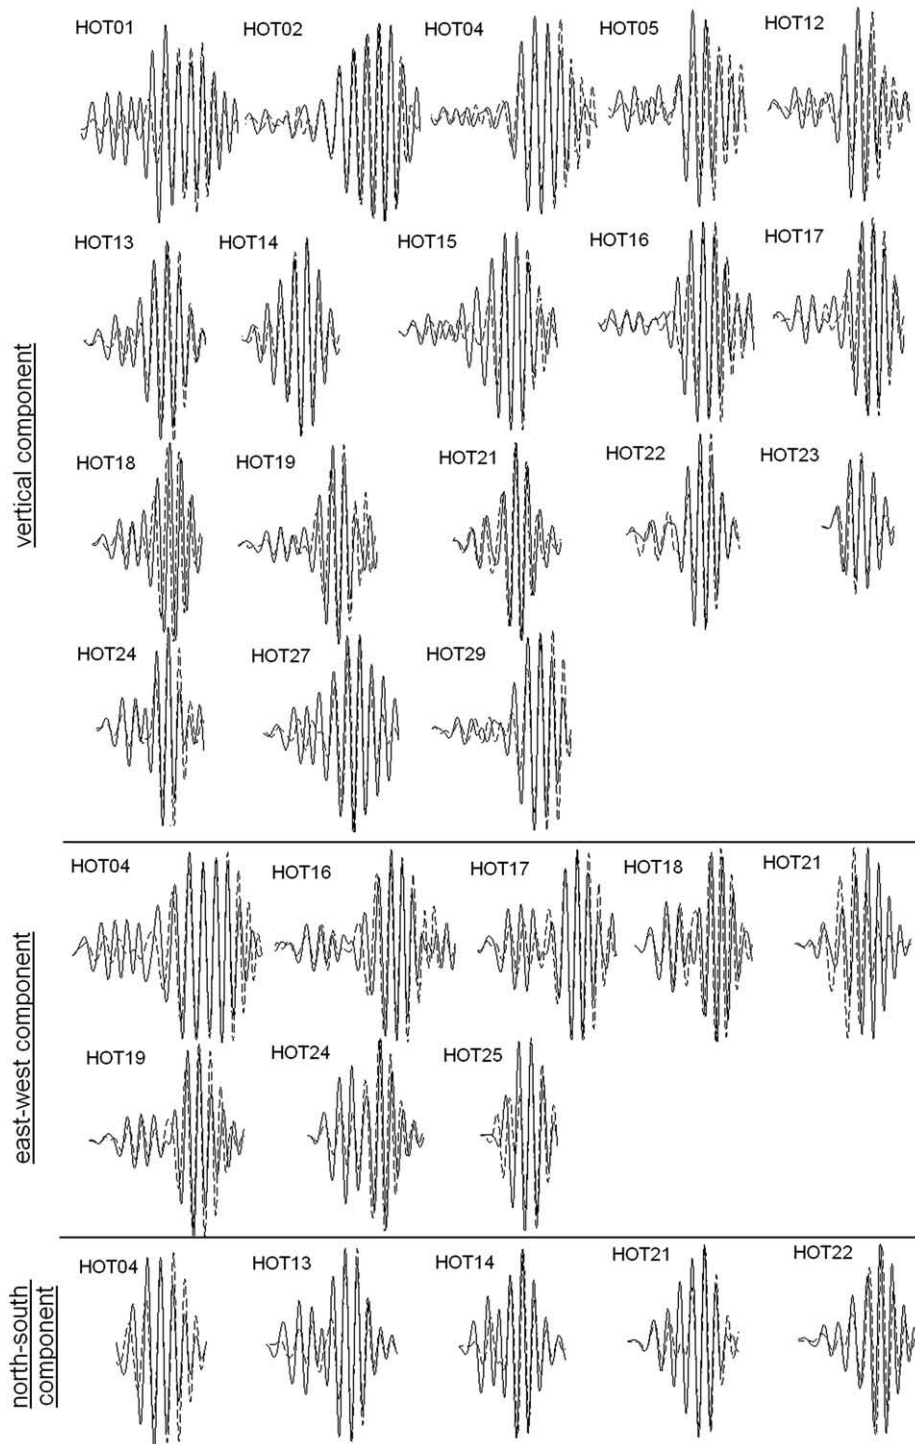 vertical component
HOT01 HOT02 HOT04 HOT05 HOT12
HOT13 HOT14 HOT15 HOT16 HOT17
HOT18 HOT19 HOT21 HOT22 HOT23
HOT24 HOT27 HOT29
east-west component
HOT04 HOT16 HOT17 HOT18 HOT21
HOT19 HOT24 HOT25
north-south
component
HOT04 HOT13 HOT14 HOT21 HOT22